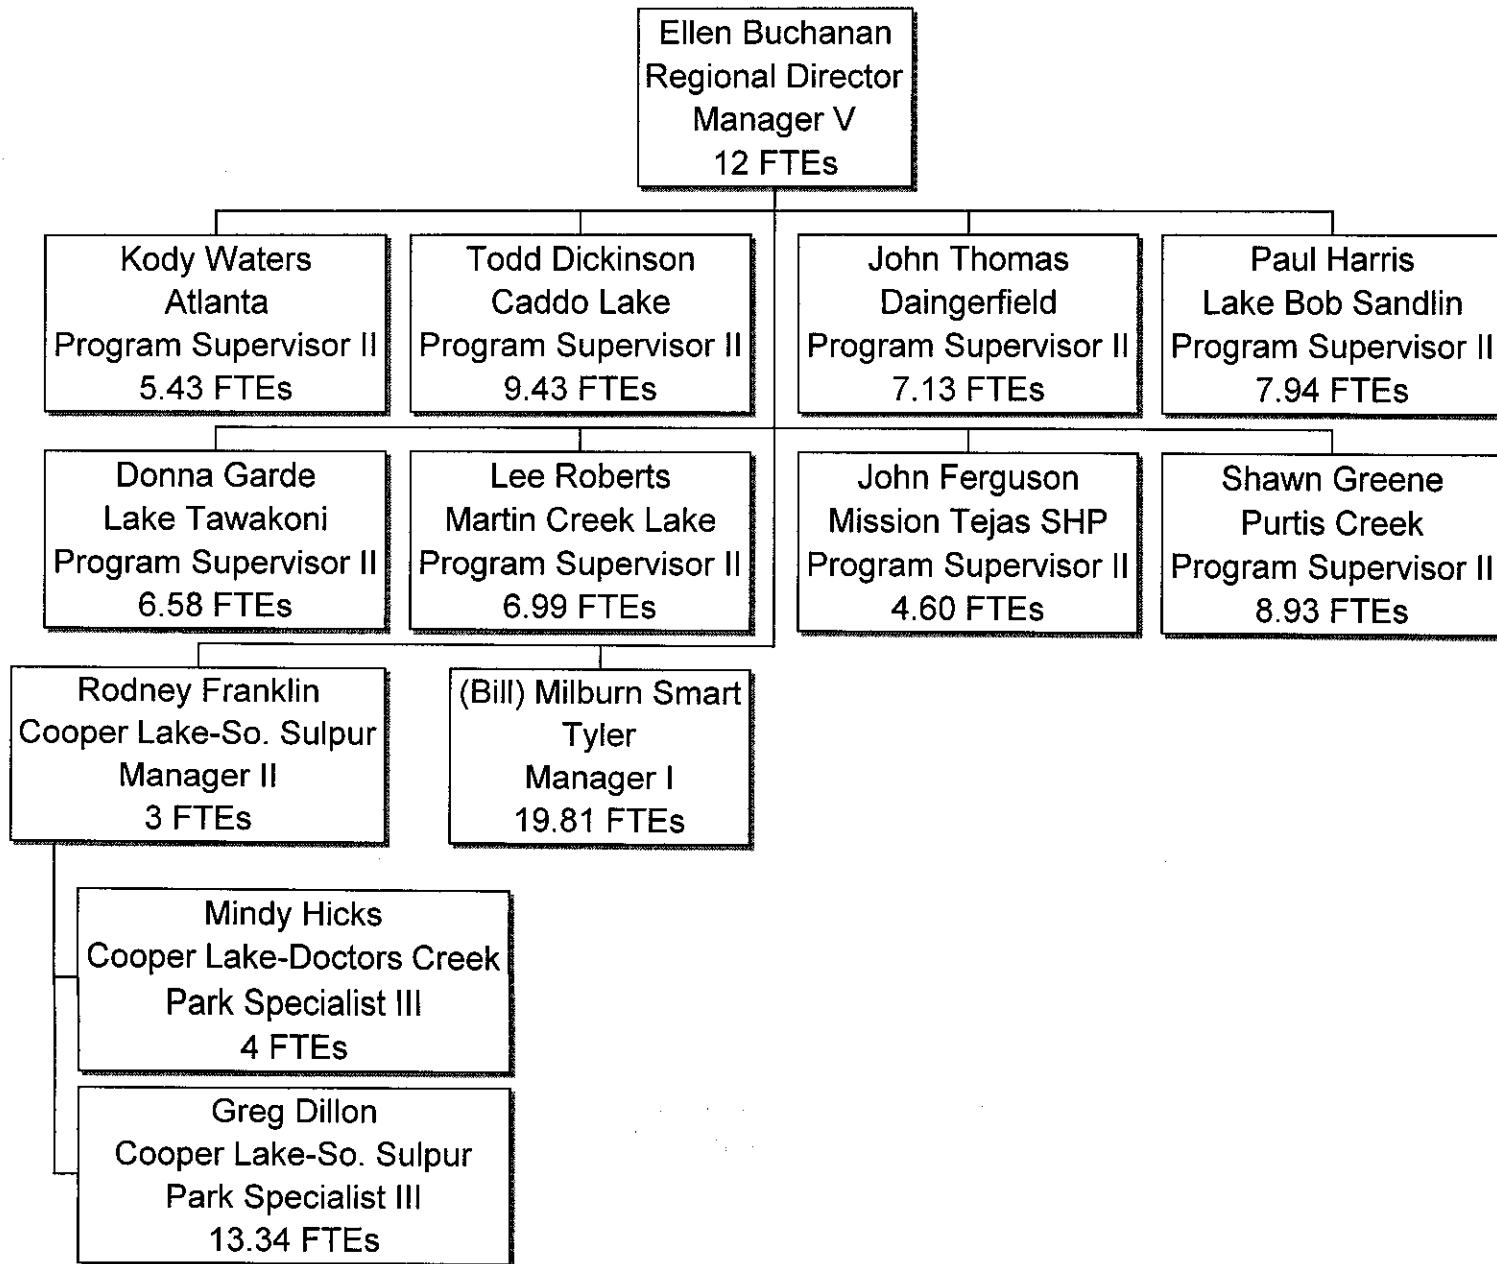 Ellen Buchanan
Regional Director
Manager V
12 FTEs
Kody Waters
Atlanta
Program Supervisor II
5.43 FTEs
Todd Dickinson
Caddo Lake
Program Supervisor II
9.43 FTEs
John Thomas
Daingerfield
Program Supervisor II
7.13 FTEs
Paul Harris
Lake Bob Sandlin
Program Supervisor II
7.94 FTEs
Donna Garde
Lake Tawakoni
Program Supervisor II
6.58 FTEs
Lee Roberts
Martin Creek Lake
Program Supervisor II
6.99 FTEs
John Ferguson
Mission Tejas SHP
Program Supervisor II
4.60 FTEs
Shawn Greene
Purtis Creek
Program Supervisor II
8.93 FTEs
Rodney Franklin
Cooper Lake-So. Sulpur
Manager II
3 FTEs
(Bill) Milburn Smart
Tyler
Manager I
19.81 FTEs
Mindy Hicks
Cooper Lake-Doctors Creek
Park Specialist III
4 FTEs
Greg Dillon
Cooper Lake-So. Sulpur
Park Specialist III
13.34 FTEs